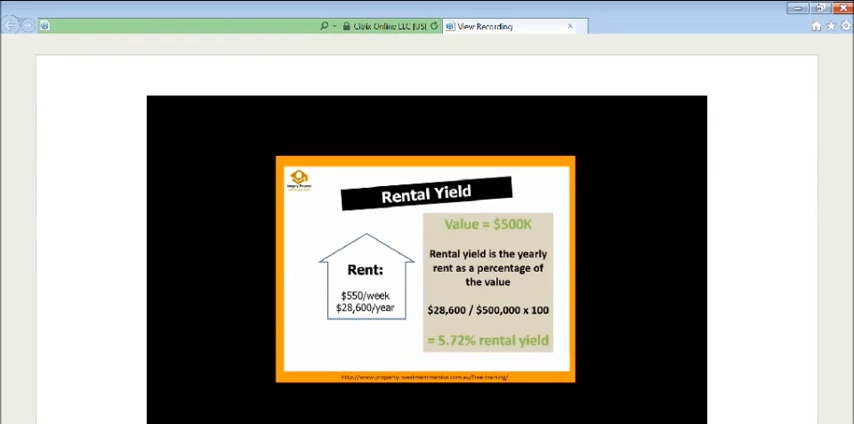 Citrix Online LLC [US]
View Recording
Rental Yield
Value = $500K
Rental yield is the yearly
rent as a percentage of
the value
Rent:
$550/week
$28,600/year
$28,600 / $500,000 x 100
= 5.72% rental yield